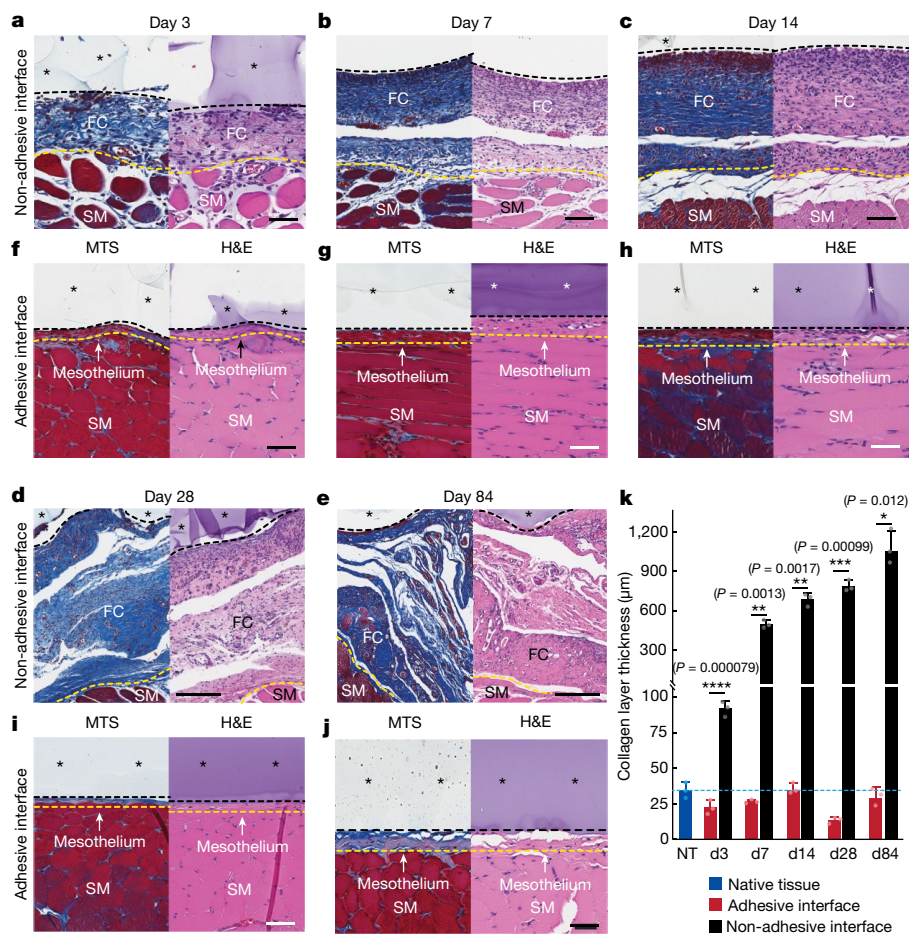 a Day 3
b Day 7
c Day 14
Non-adhesive interface
FC
FC
SM
SM
*
*
*
FC
FC
SM
SM
*
FC
FC
SM
SM
MTS H&E
MTS H&E
MTS H&E
f
g
h
Adhesive interface
*
*
*
*
Mesothelium
Mesothelium
SM
SM
*
*
*
*
Mesothelium
Mesothelium
SM
SM
*
*
*
*
Mesothelium
Mesothelium
SM
SM
d Day 28
e Day 84
Non-adhesive interface
*
*
*
*
FC
FC
SM
SM
*
*
FC
FC
SM
SM
MTS H&E
MTS H&E
i
j
Adhesive interface
*
*
*
*
Mesothelium
Mesothelium
SM
SM
*
*
*
*
Mesothelium
Mesothelium
SM
SM
k
Collagen layer thickness (μm)
1,200
900
600
300
100
75
50
25
0
(P = 0.000079)
****
(P = 0.0013)
**
(P = 0.0017)
**
(P = 0.00099)
***
(P = 0.012)
*
NT d3 d7 d14 d28 d84
Native tissue
Adhesive interface
Non-adhesive interface